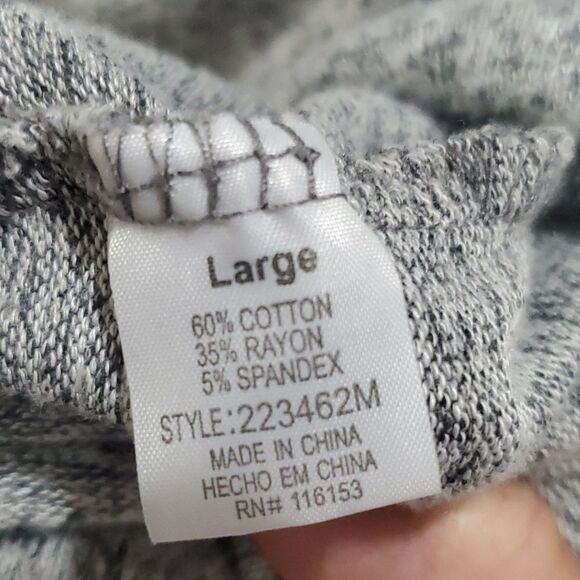 Large
60% COTTON
35% RAYON
5% SPANDEX
STYLE:223462M
MADE IN CHINA
HECHO EM CHINA
RN# 116153